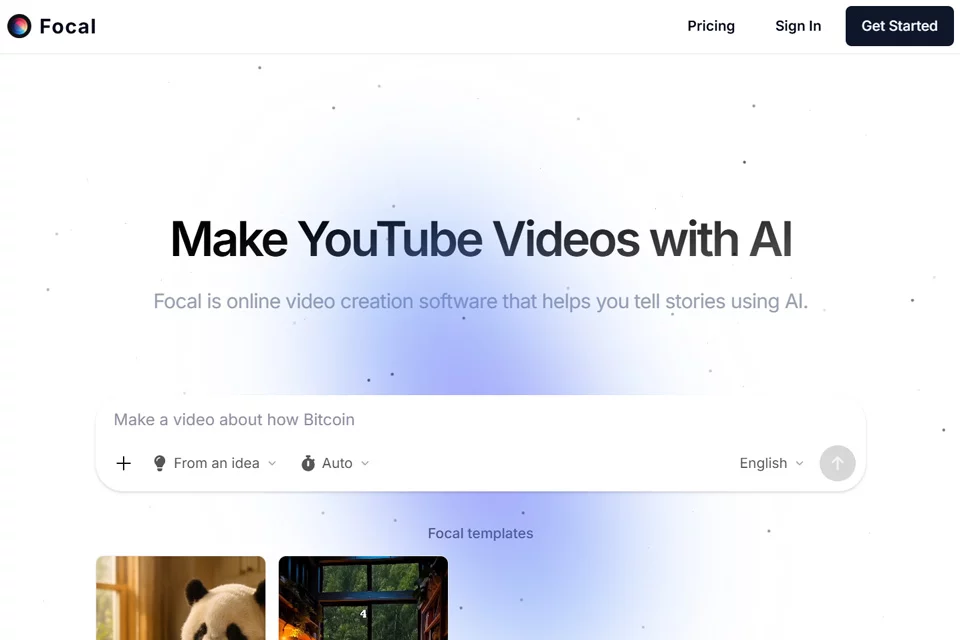 Focal
Pricing
Sign In
Get Started
Make YouTube Videos with AI
Focal is online video creation software that helps you tell stories using AI.
Make a video about how Bitcoin
From an idea
Auto
English
Focal templates
4